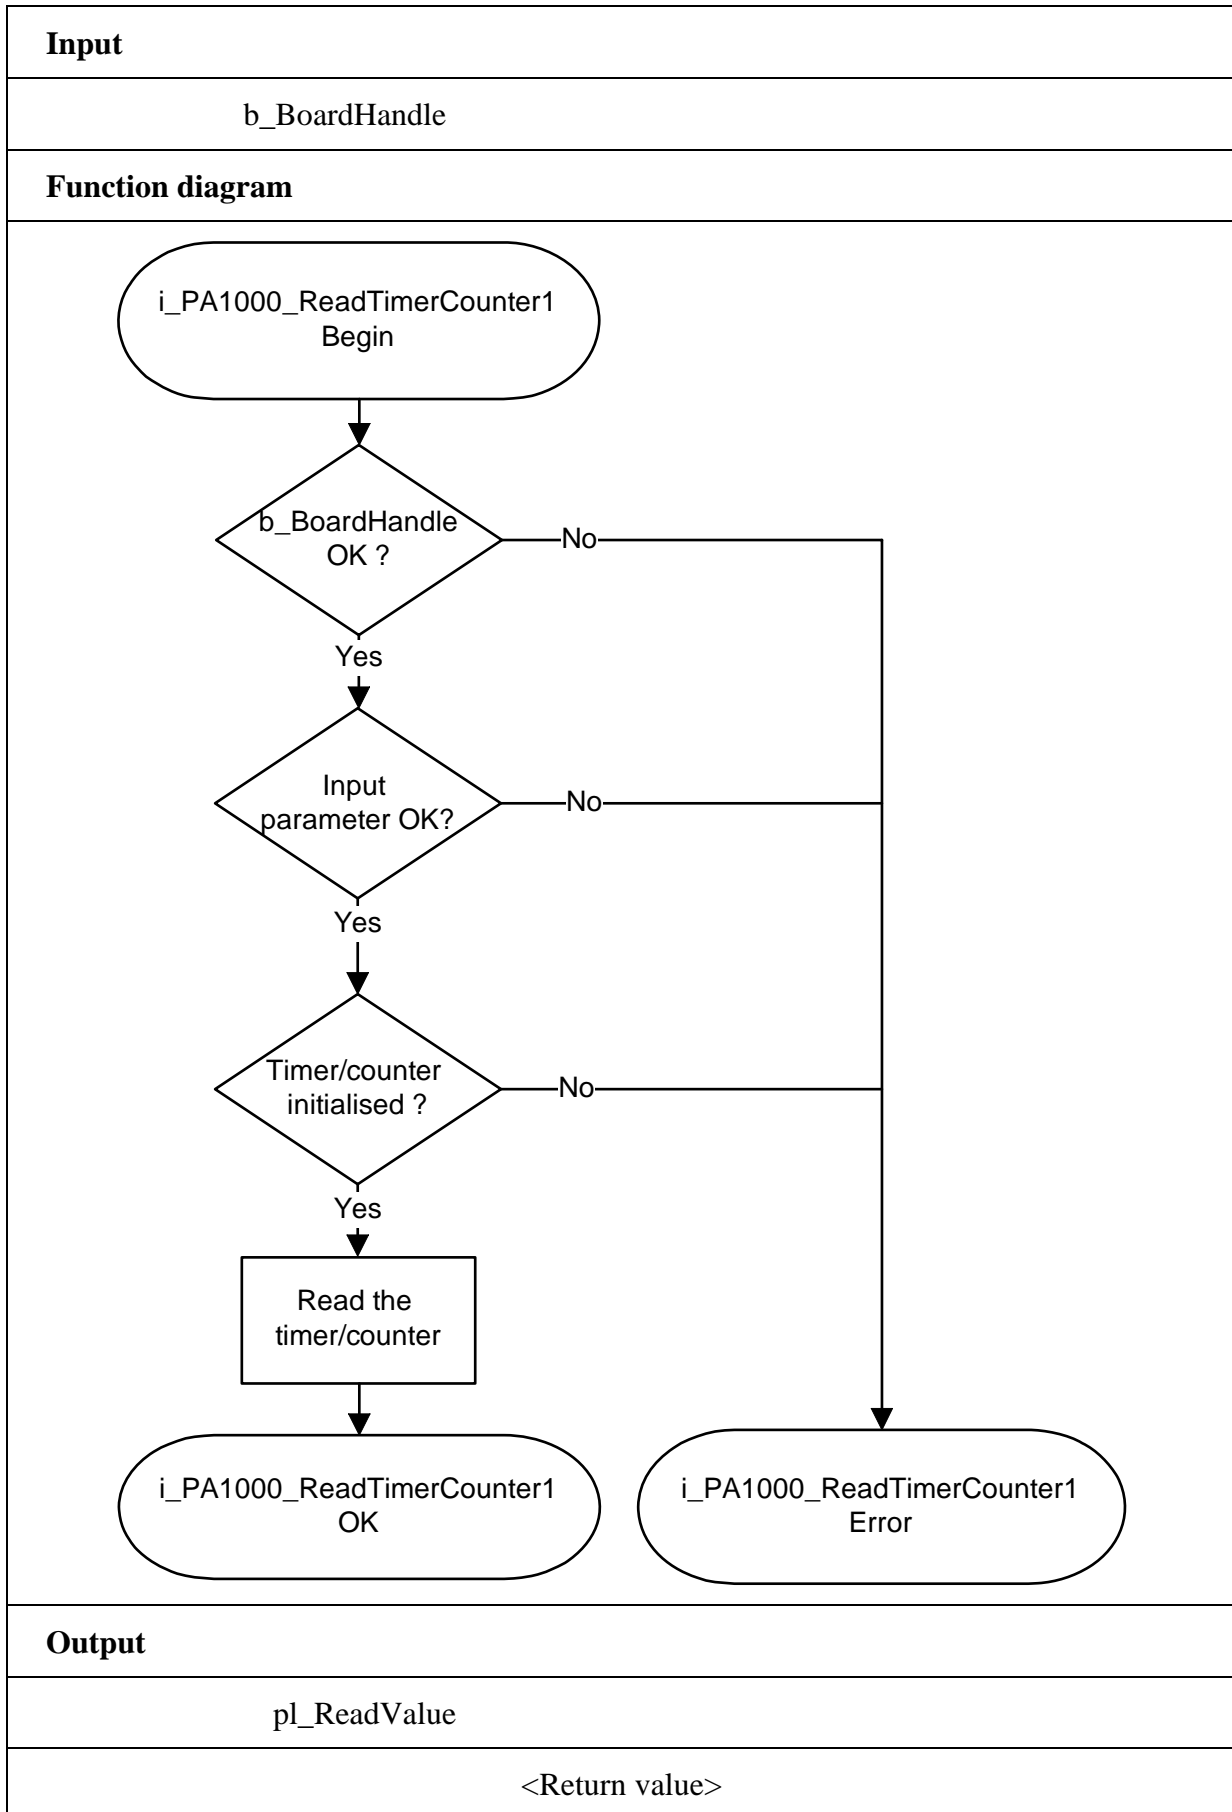 Input
b_BoardHandle
Function diagram
i_PA1000_ReadTimerCounter1
Begin
b_BoardHandle
OK ?
No
Yes
Input
parameter OK?
No
Yes
Timer/counter
initialised ?
No
Yes
Read the
timer/counter
i_PA1000_ReadTimerCounter1
OK
i_PA1000_ReadTimerCounter1
Error
Output
pl_ReadValue
<Return value>